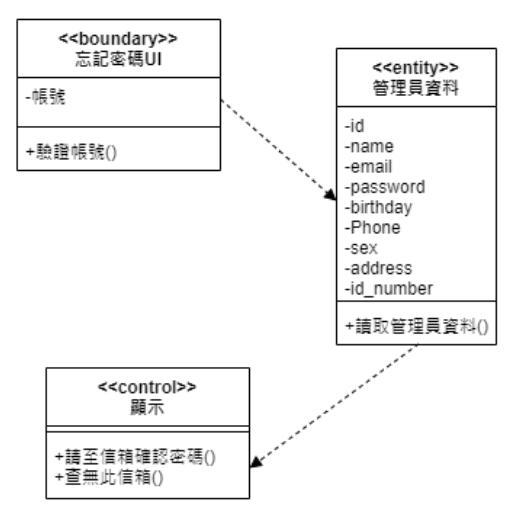 <<boundary>>
忘記密碼UI
-帳號
+驗證帳號()
<<entity>>
管理員資料
-id
-name
-email
-password
-birthday
-Phone
-sex
-address
-id_number
+讀取管理員資料()
<<control>>
顯示
+請至信箱確認密碼()
+查無此信箱()